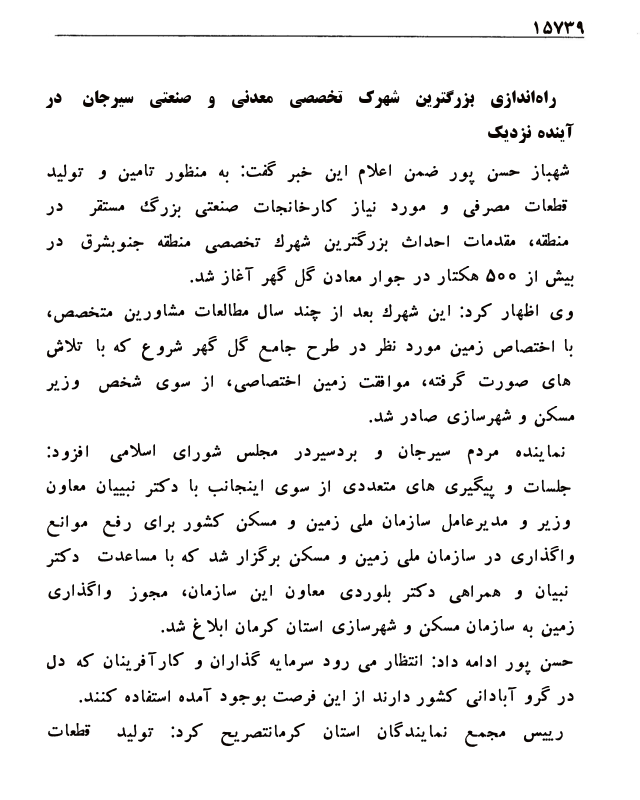 ۱۵۷۳۹
راه‌اندازی بزرگترین شهرک تخصصی معدنی و صنعتی سیرجان در
آینده نزدیک
شهباز حسن پور ضمن اعلام این خبر گفت: به منظور تامین و تولید
قطعات مصرفی و مورد نیاز کارخانجات صنعتی بزرگ مستقر در
منطقه، مقدمات احداث بزرگترین شهرک تخصصی منطقه جنوبشرق در
بیش از ۵۰۰ هکتار در جوار معادن گل گهر آغاز شد.
وی اظهار کرد: این شهرک بعد از چند سال مطالعات مشاورین متخصص،
با اختصاص زمین مورد نظر در طرح جامع گل گهر شروع که با تلاش
های صورت گرفته، موافقت زمین اختصاصی، از سوی شخص وزیر
مسکن و شهرسازی صادر شد.
نماینده مردم سیرجان و بردسیردر مجلس شورای اسلامی افزود:
جلسات و پیگیری های متعددی از سوی اینجانب با دکتر نبییان معاون
وزیر و مدیرعامل سازمان ملی زمین و مسکن کشور برای رفع موانع
واگذاری در سازمان ملی زمین و مسکن برگزار شد که با مساعدت دکتر
نبیان و همراهی دکتر بلوردی معاون این سازمان، مجوز واگذاری
زمین به سازمان مسکن و شهرسازی استان کرمان ابلاغ شد.
حسن پور ادامه داد: انتظار می رود سرمایه گذاران و کارآفرینان که دل
در گرو آبادانی کشور دارند از این فرصت بوجود آمده استفاده کنند.
رییس مجمع نمایندگان استان کرمانتصریح کرد: تولید قطعات